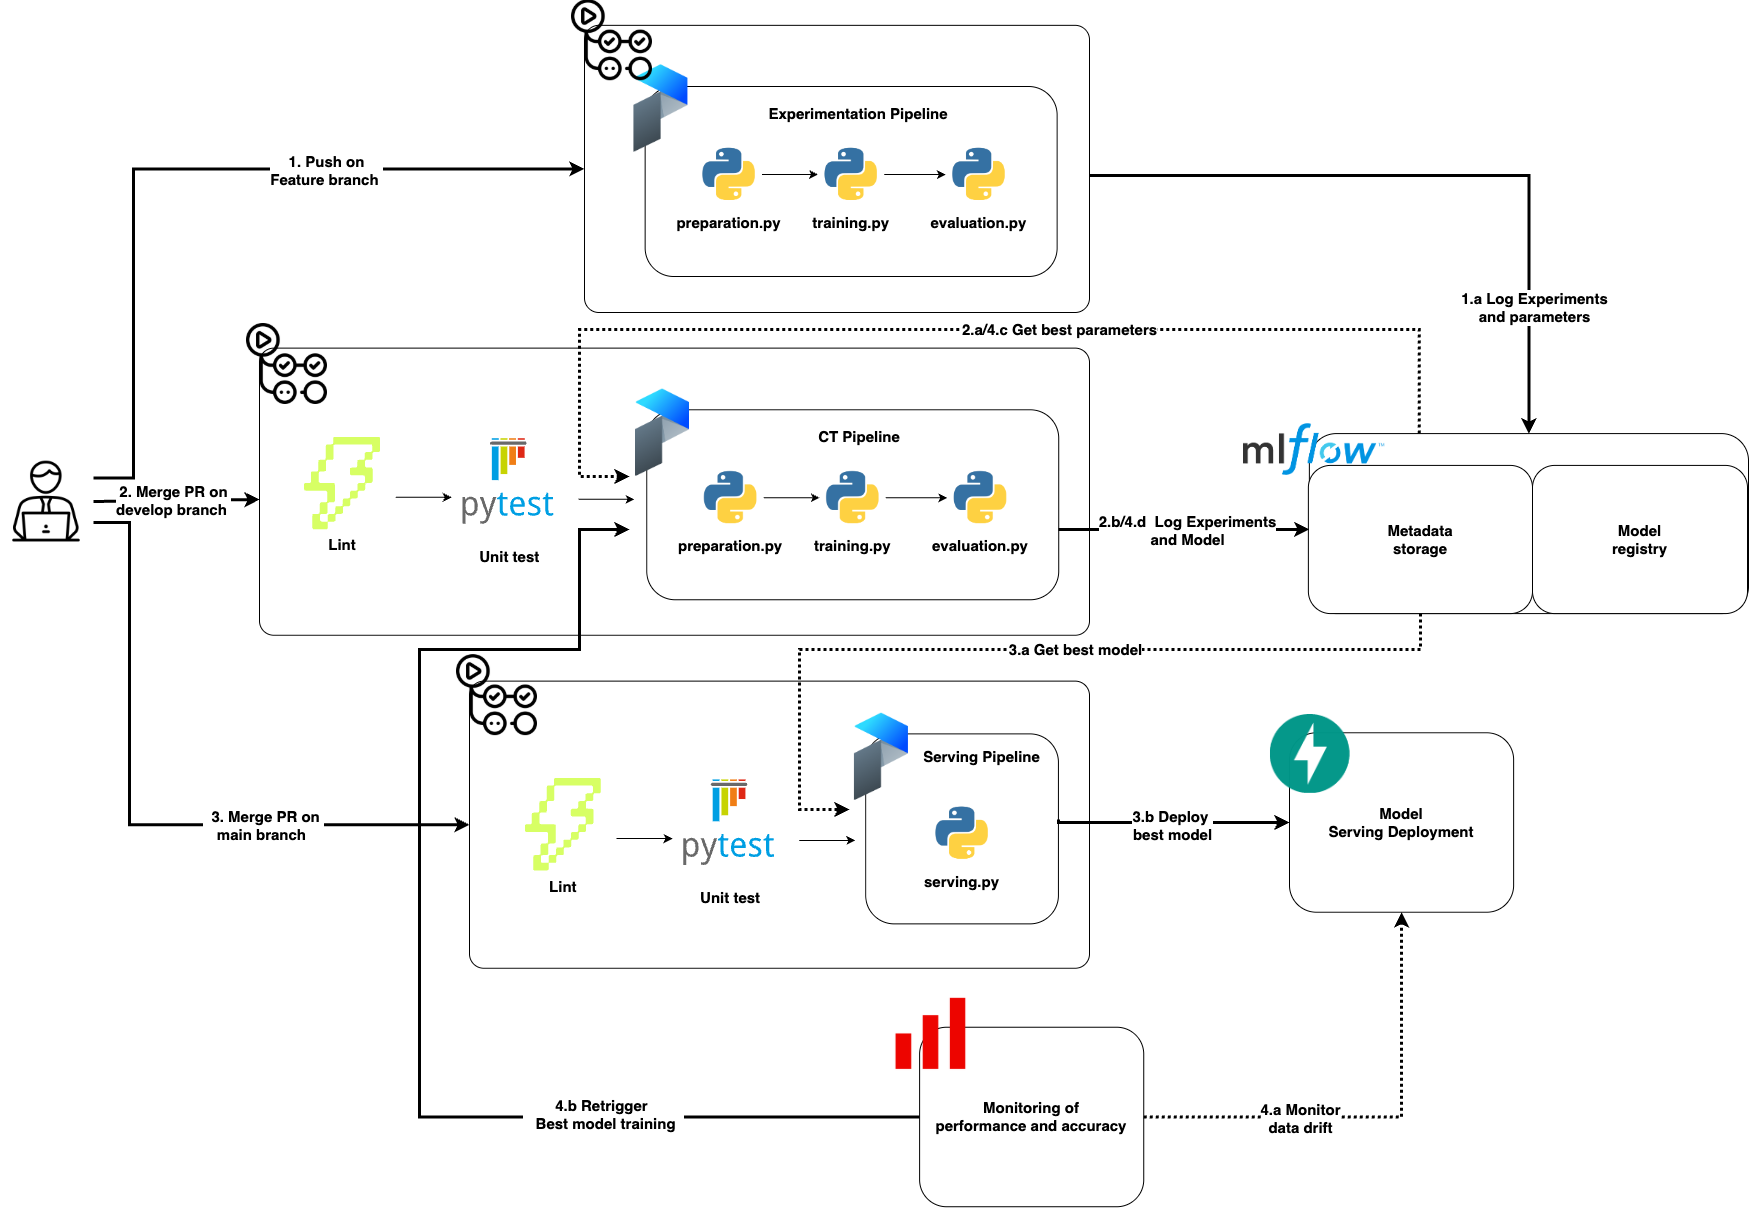 Experimentation Pipeline
preparation.py
training.py
evaluation.py
1. Push on
Feature branch
1.a Log Experiments
and parameters
2.a/4.c Get best parameters
CT Pipeline
preparation.py
training.py
evaluation.py
Lint
pytest
Unit test
2. Merge PR on
develop branch
2.b/4.d Log Experiments
and Model
mlflow™
Metadata
storage
Model
registry
3.a Get best model
Serving Pipeline
serving.py
Lint
pytest
Unit test
3. Merge PR on
main branch
3.b Deploy
best model
Model
Serving Deployment
4.b Retrigger
Best model training
Monitoring of
performance and accuracy
4.a Monitor
data drift